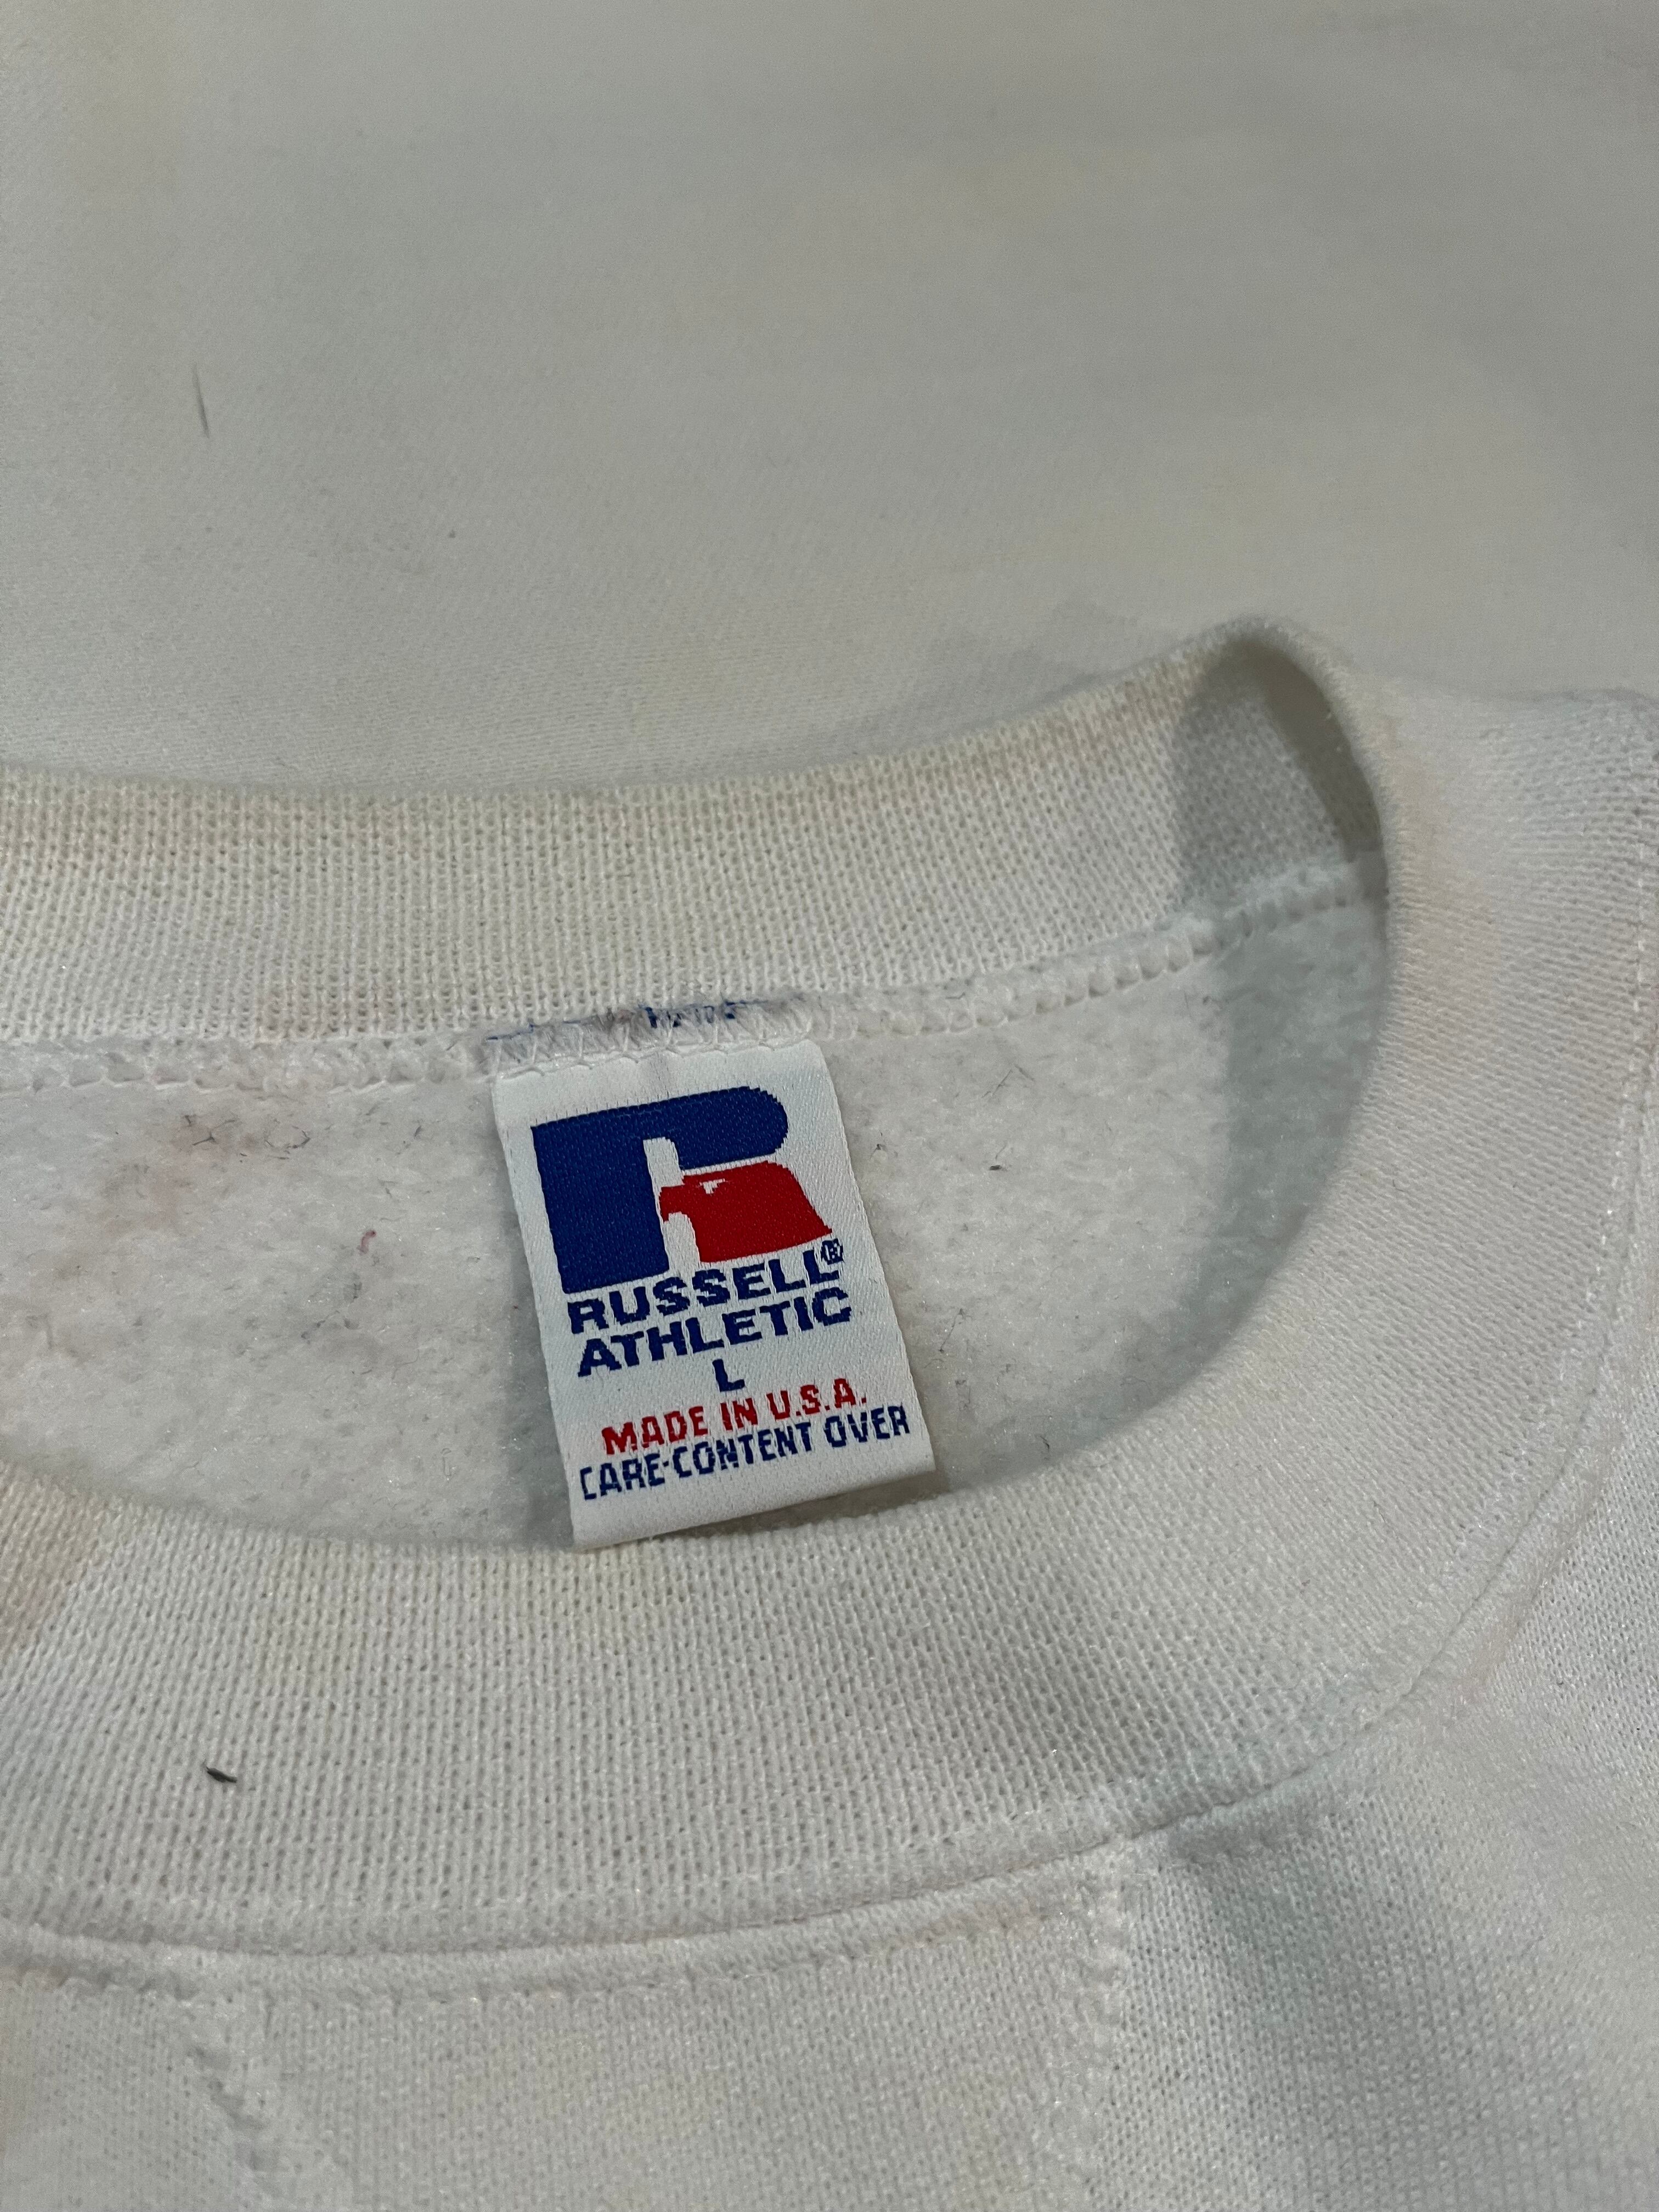 R
RUSSELL®
ATHLETIC
L
MADE IN U.S.A.
CARE-CONTENT OVER